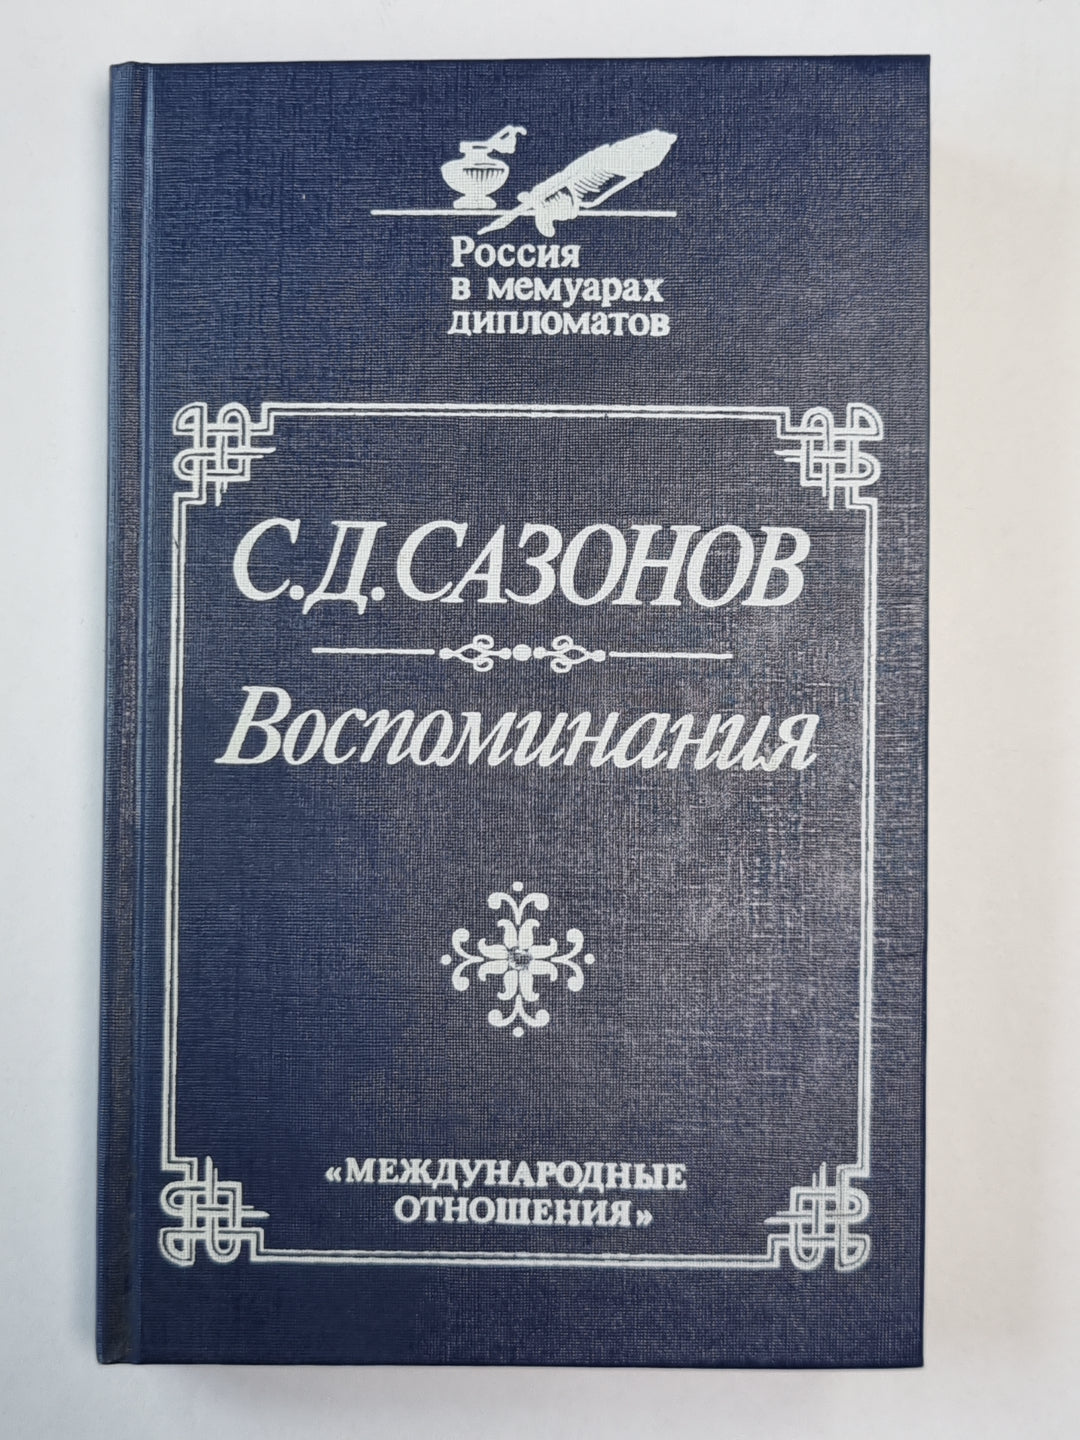 Россия
в мемуарах
дипломатов
С.Д.САЗОНОВ
Воспоминания
«МЕЖДУНАРОДНЫЕ
ОТНОШЕНИЯ»